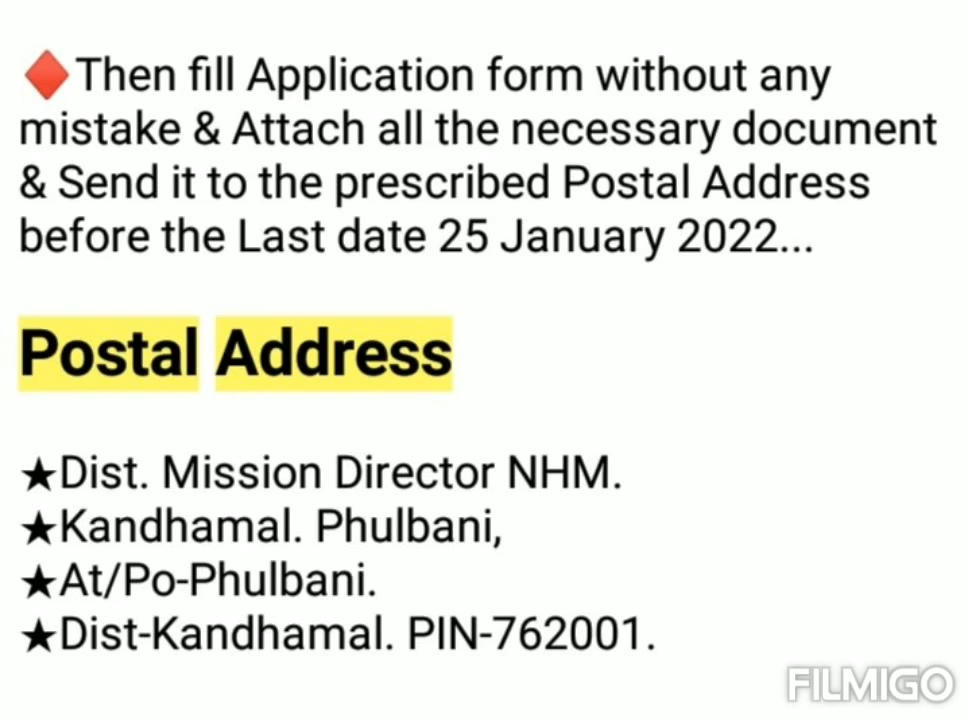 ♦Then fill Application form without any
mistake & Attach all the necessary document
& Send it to the prescribed Postal Address
before the Last date 25 January 2022...
Postal Address
★Dist. Mission Director NHM.
★Kandhamal. Phulbani,
★At/Po-Phulbani.
★Dist-Kandhamal. PIN-762001.
FILMIGO